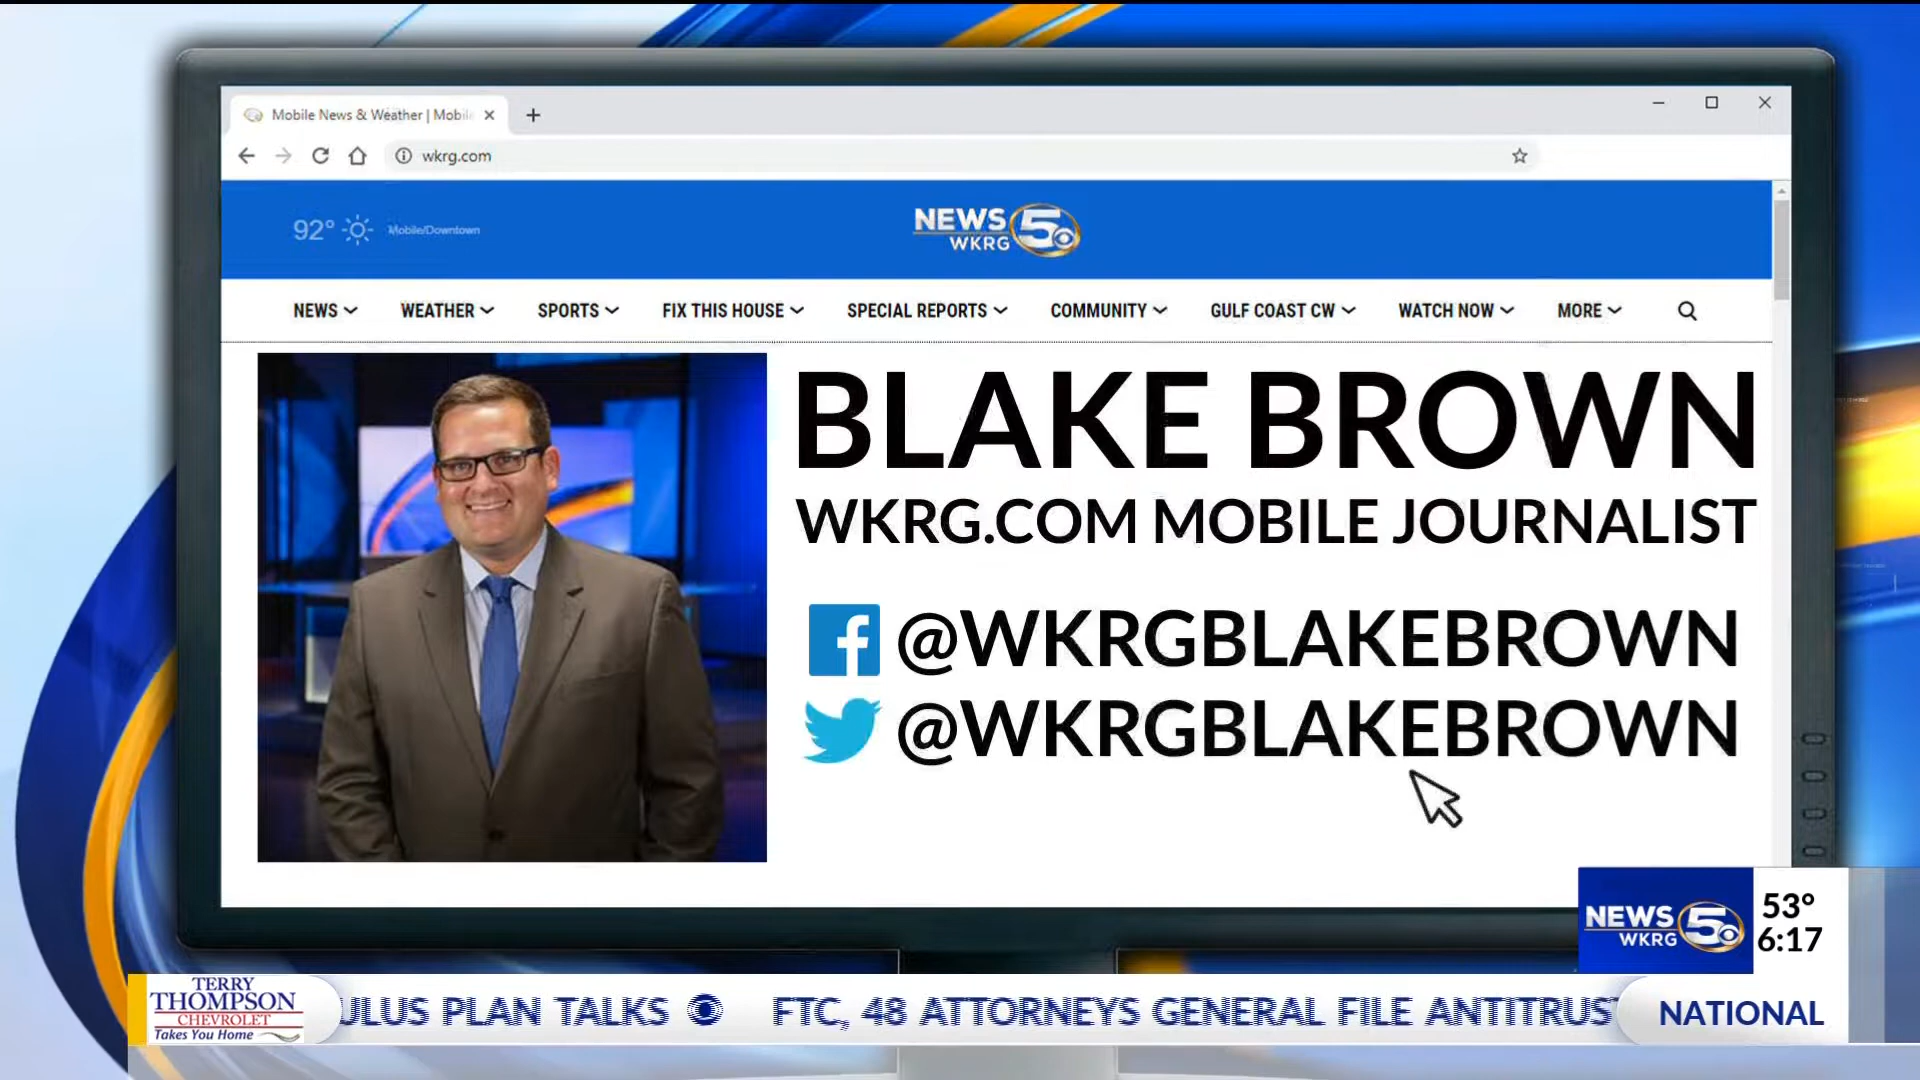 Mobile News & Weather | Mobil
wkrg.com
92° Mobile/Downtown
NEWS 5
WKRG
NEWS WEATHER SPORTS FIX THIS HOUSE SPECIAL REPORTS COMMUNITY GULF COAST CW WATCH NOW MORE
BLAKE BROWN
WKRG.COM MOBILE JOURNALIST
@WKRGBLAKEBROWN
@WKRGBLAKEBROWN
NEWS 5
WKRG
53°
6:17
TERRY
THOMPSON
CHEVROLET
Takes You Home
ULUS PLAN TALKS FTC, 48 ATTORNEYS GENERAL FILE ANTITRUS
NATIONAL